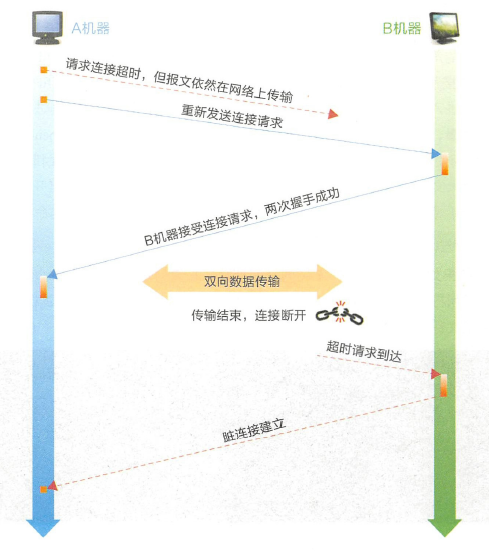 A机器
B机器
请求连接超时，但报文依然在网络上传输
重新发送连接请求
B机器接受连接请求，两次握手成功
双向数据传输
传输结束，连接断开
超时请求到达
脏连接建立